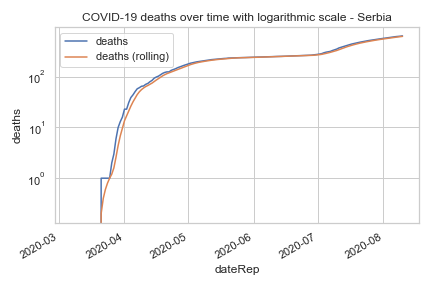 COVID-19 deaths over time with logarithmic scale - Serbia
deaths
deaths (rolling)
10²
10¹
10⁰
deaths
2020-03
2020-04
2020-05
2020-06
2020-07
2020-08
dateRep